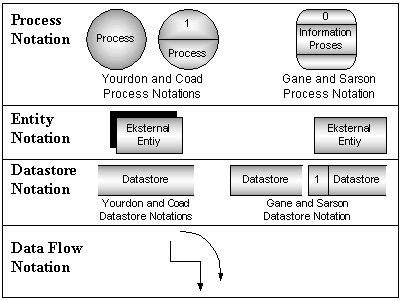 Process
Notation
Process
1
Process
Yourdon and Coad
Process Notations
0
Information
Proses
Gane and Sarson
Process Notation
Entity
Notation
Eksternal
Entiy
Eksternal
Entiy
Datastore
Notation
Datastore
Yourdon and Coad
Datastore Notations
Datastore
1 Datastore
Gane and Sarson
Datastore Notation
Data Flow
Notation